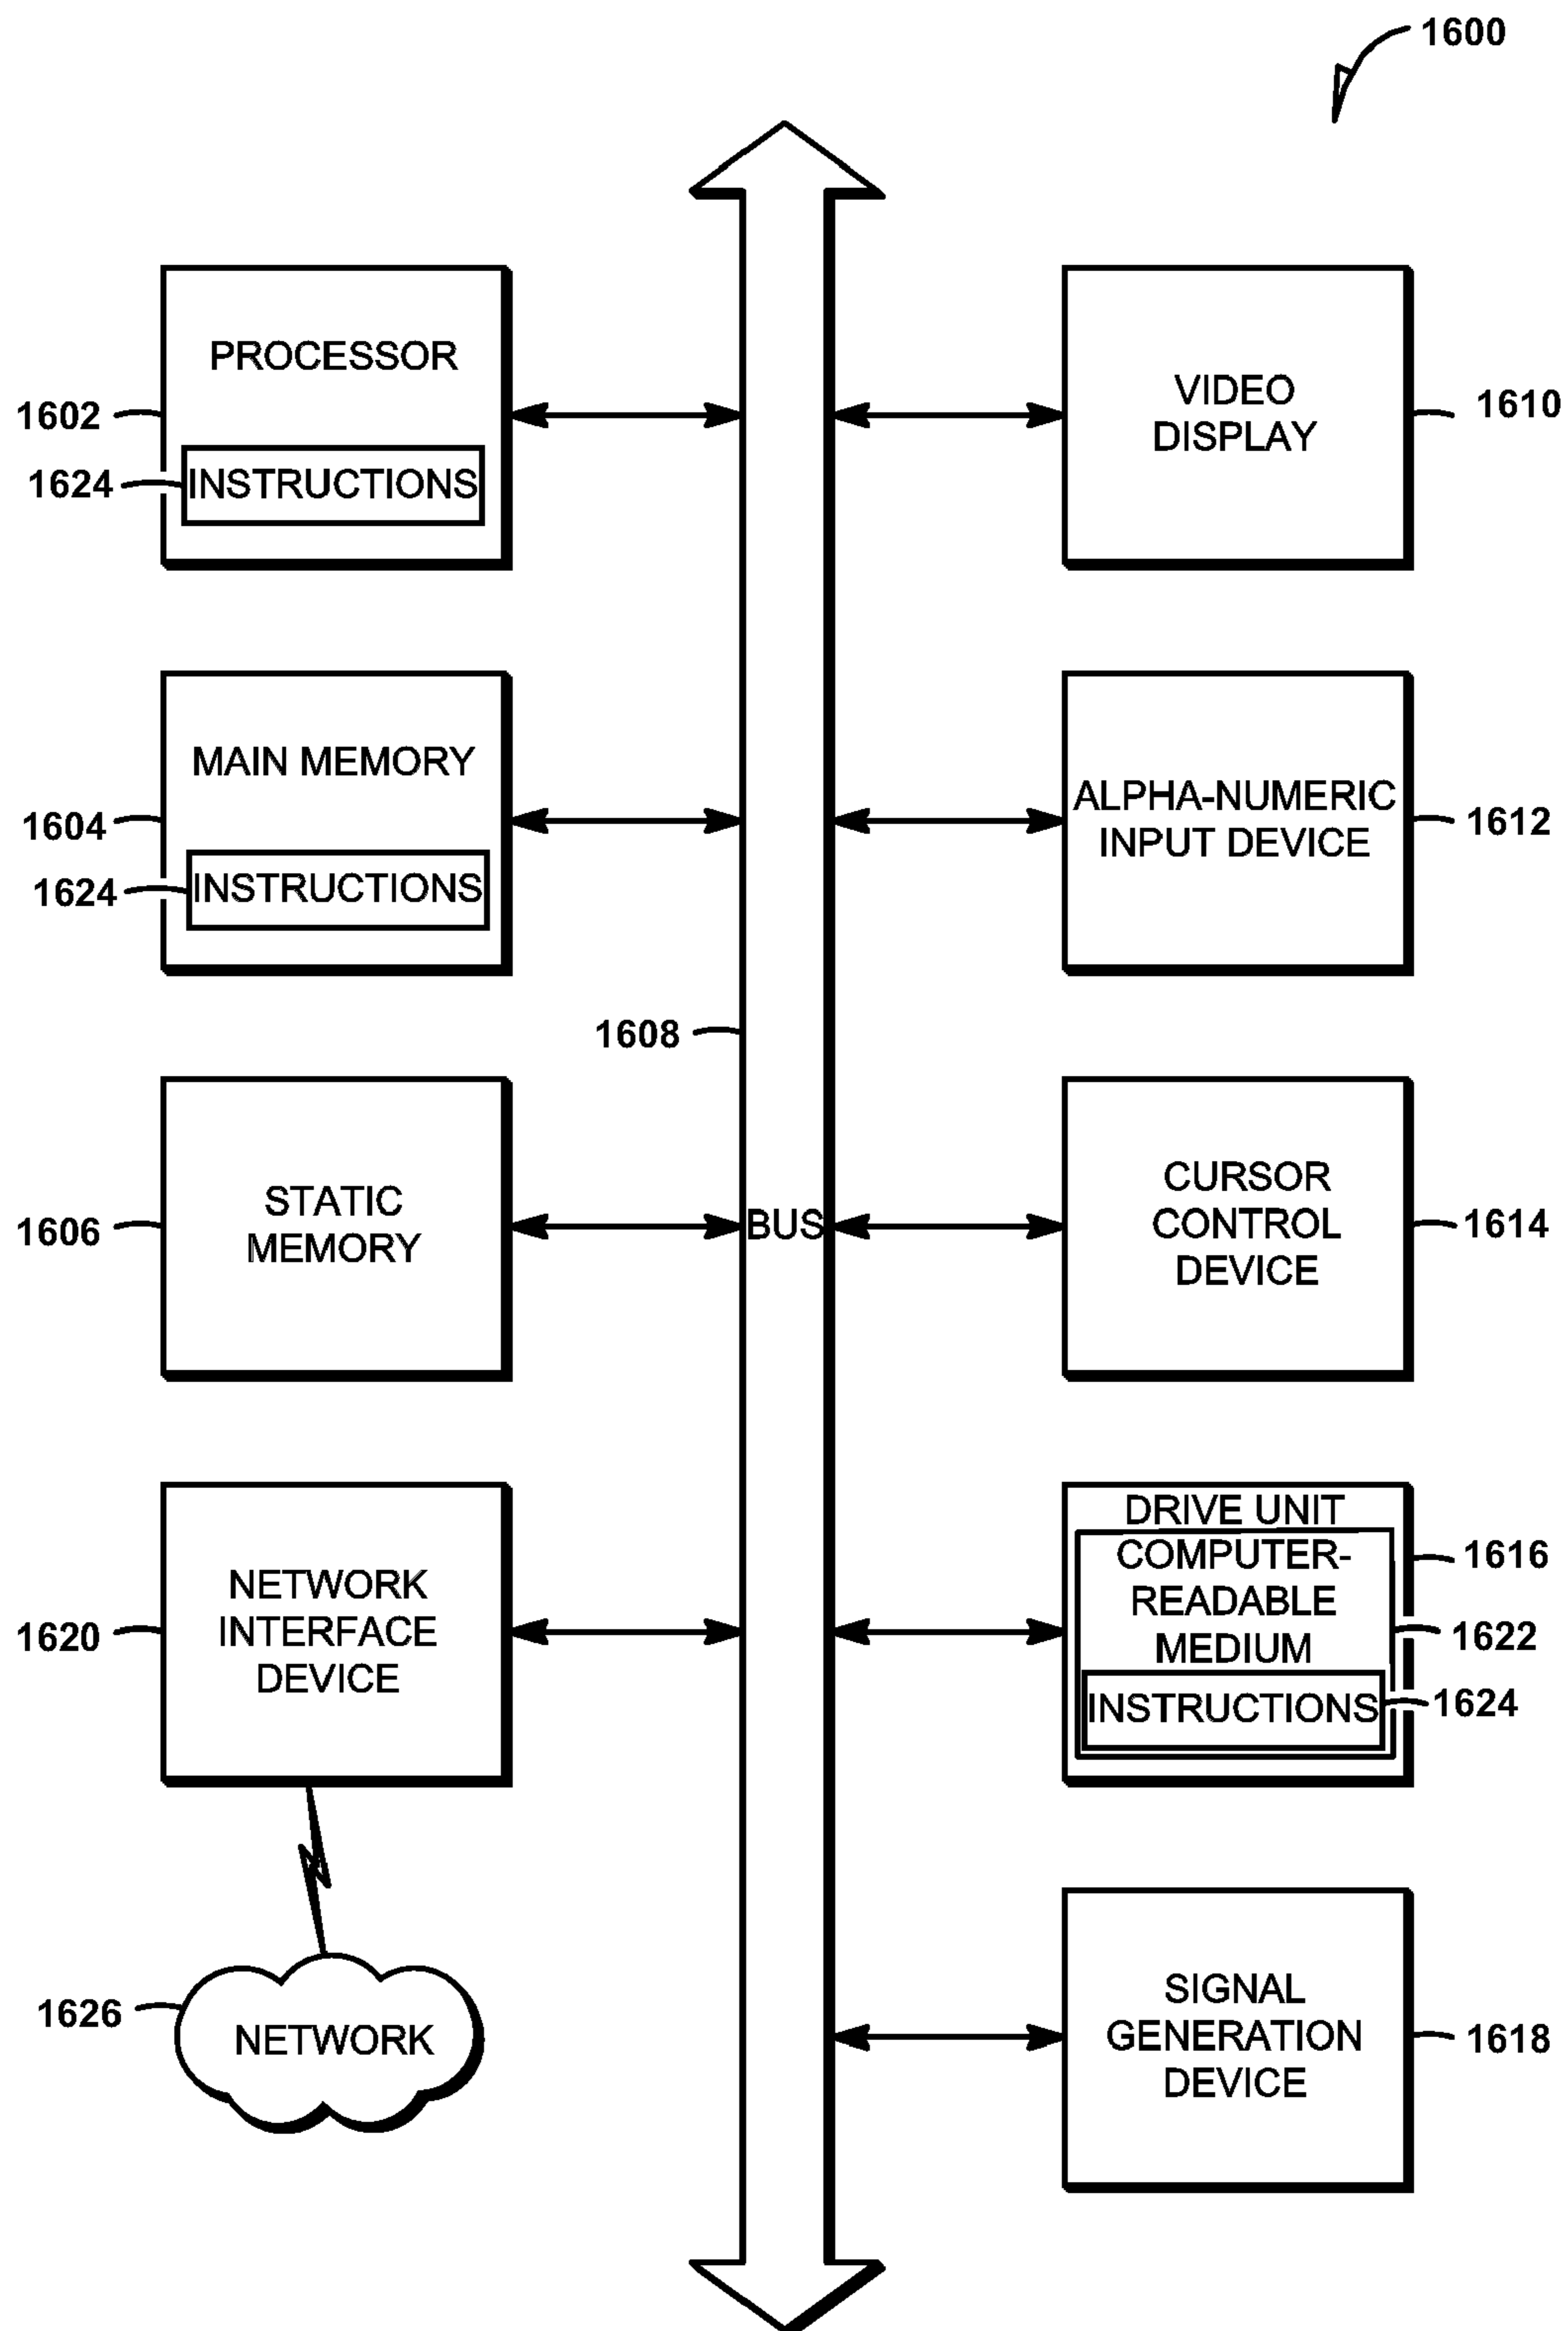 1600
PROCESSOR
1602
1624
INSTRUCTIONS
VIDEO
DISPLAY
1610
MAIN MEMORY
1604
1624
INSTRUCTIONS
ALPHA-NUMERIC
INPUT DEVICE
1612
1608
STATIC
MEMORY
1606
BUS
CURSOR
CONTROL
DEVICE
1614
NETWORK
INTERFACE
DEVICE
1620
DRIVE UNIT
COMPUTER-
READABLE
MEDIUM
1616
1622
INSTRUCTIONS
1624
1626
NETWORK
SIGNAL
GENERATION
DEVICE
1618